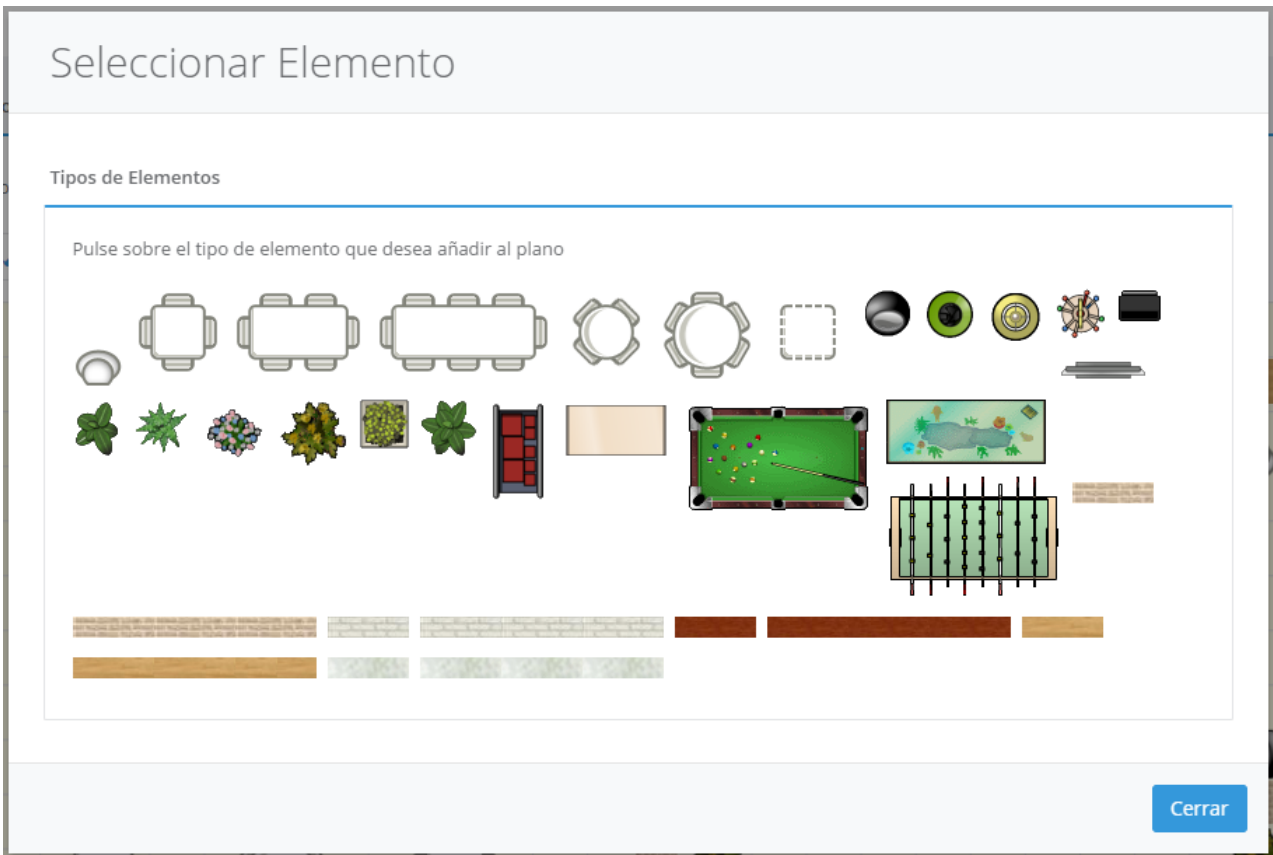 Seleccionar Elemento
Tipos de Elementos
Pulse sobre el tipo de elemento que desea añadir al plano
Cerrar